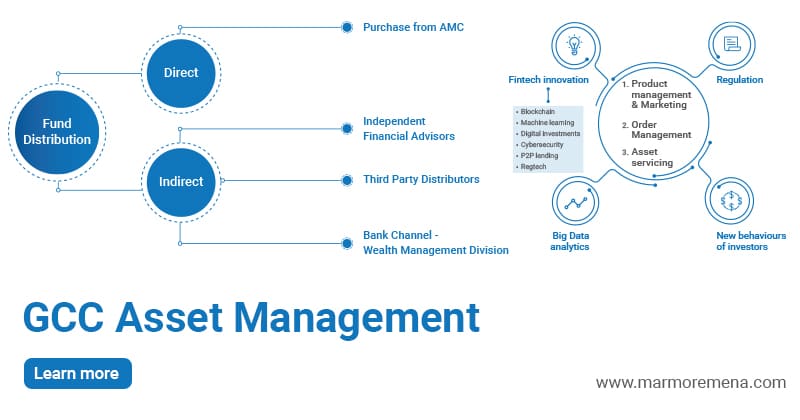 Fund
Distribution
Direct
Indirect
Purchase from AMC
Independent
Financial Advisors
Third Party Distributors
Bank Channel -
Wealth Management Division
Fintech innovation
• Blockchain
• Machine learning
• Digital investments
• Cybersecurity
• P2P lending
• Regtech
Regulation
1. Product
management
& Marketing
2. Order
Management
3. Asset
servicing
Big Data
analytics
New behaviours
of investors
GCC Asset Management
Learn more
www.marmoremena.com